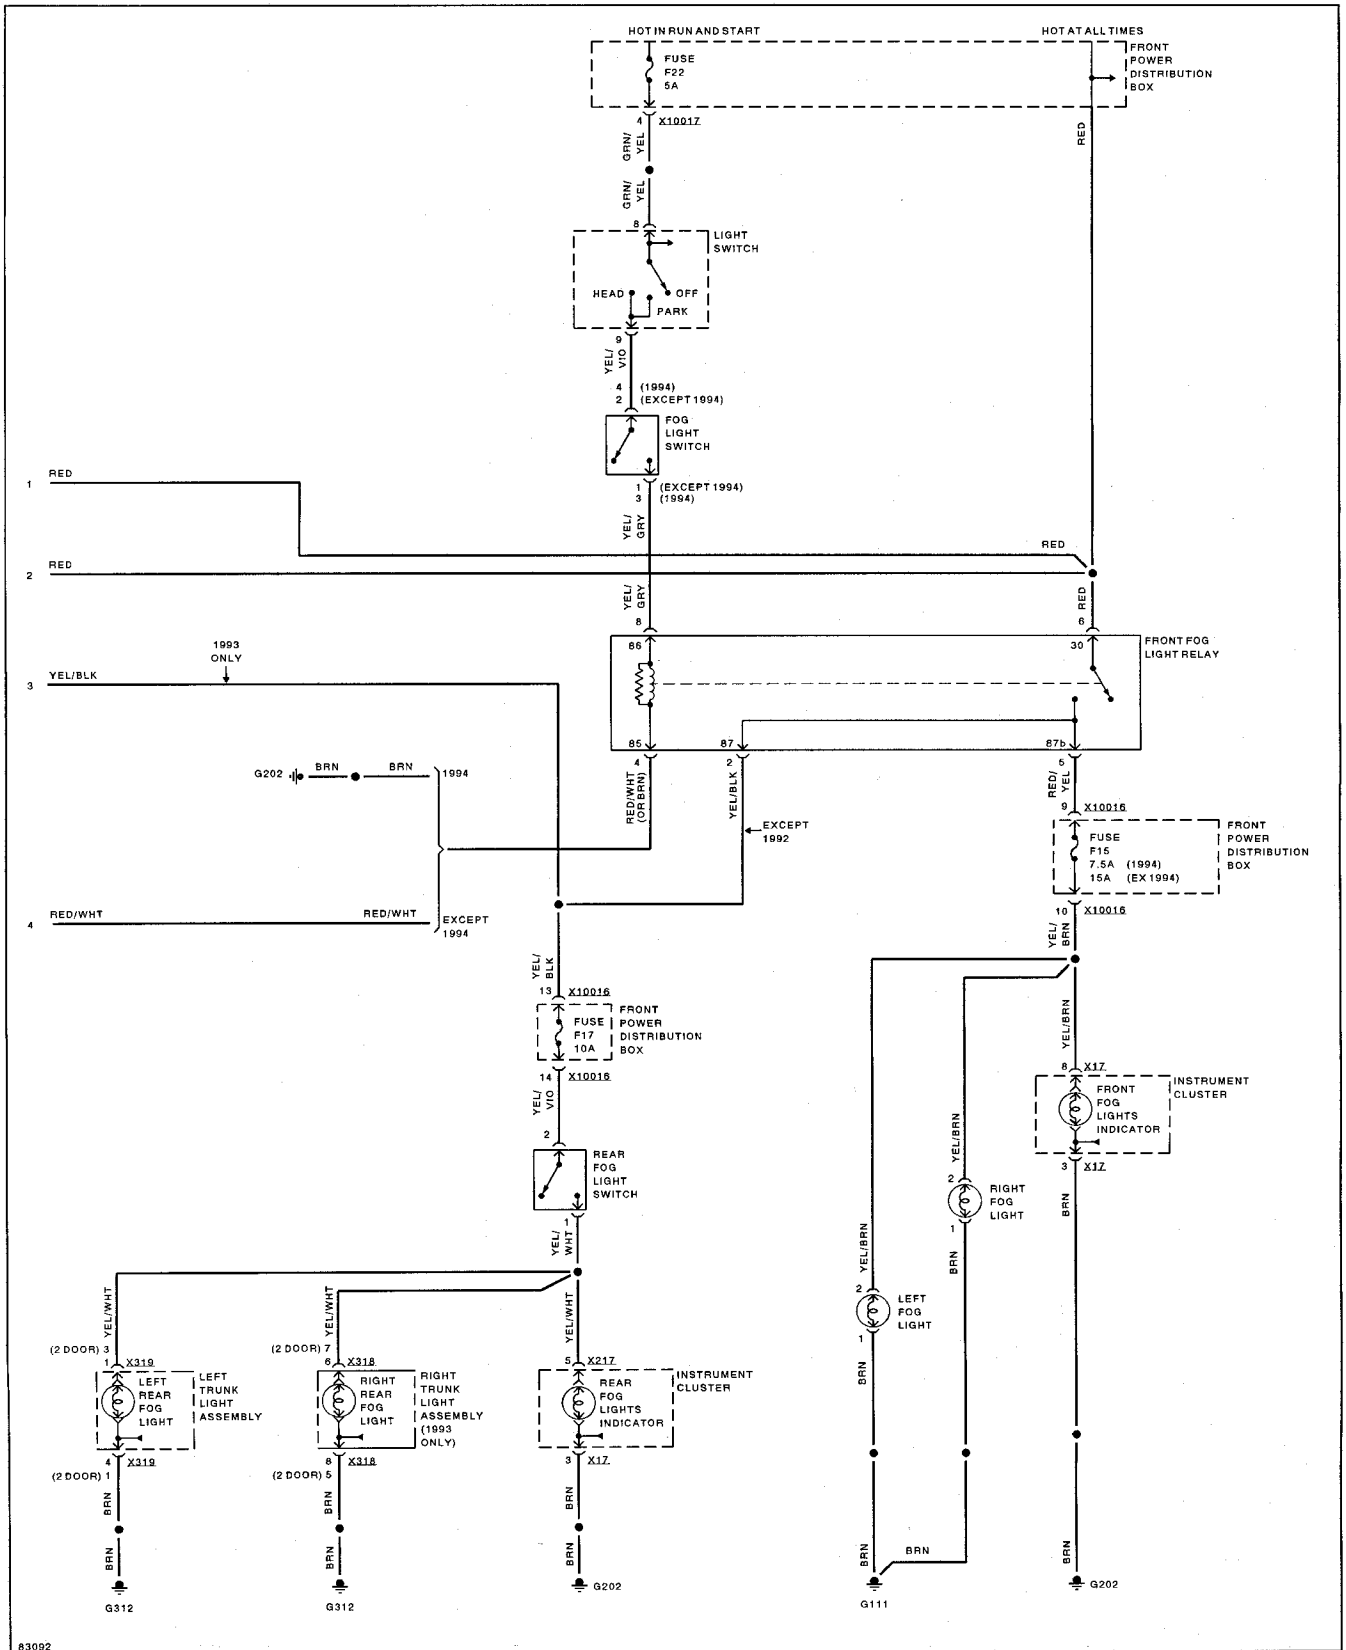 HOT IN RUN AND START
HOT AT ALL TIMES
FUSE
F22
5A
FRONT
POWER
DISTRIBUTION
BOX
4 X10017
GRN/
YEL
RED
GRN/
YEL
8
LIGHT
SWITCH
HEAD
OFF
PARK
9
YEL/
VIO
4 (1994)
2 (EXCEPT 1994)
FOG
LIGHT
SWITCH
1 (EXCEPT 1994)
3 (1994)
1 RED
YEL/
GRY
RED
2 RED
YEL/
GRY
RED
8
6
86
30
FRONT FOG
LIGHT RELAY
1993
ONLY
3 YEL/BLK
85
87
87b
4
2
5
G202
BRN
BRN
1994
RED/WHT
(OR BRN)
YEL/BLK
RED/
YEL
EXCEPT
1992
9 X10016
FUSE
F15
7.5A (1994)
15A (EX 1994)
FRONT
POWER
DISTRIBUTION
BOX
10 X10016
4 RED/WHT
RED/WHT
EXCEPT
1994
YEL/
BRN
YEL/
BLK
13 X10016
FUSE
F17
10A
FRONT
POWER
DISTRIBUTION
BOX
14 X10016
YEL/
VIO
2
REAR
FOG
LIGHT
SWITCH
1
YEL/
WHT
YEL/BRN
8 X17
FRONT
FOG
LIGHTS
INDICATOR
INSTRUMENT
CLUSTER
3 X17
YEL/BRN
2
RIGHT
FOG
LIGHT
1
BRN
BRN
YEL/BRN
2
LEFT
FOG
LIGHT
1
BRN
YEL/WHT
YEL/WHT
YEL/WHT
(2 DOOR) 3
1 X319
(2 DOOR) 7
6 X318
5 X217
LEFT
REAR
FOG
LIGHT
LEFT
TRUNK
LIGHT
ASSEMBLY
RIGHT
REAR
FOG
LIGHT
RIGHT
TRUNK
LIGHT
ASSEMBLY
(1993
ONLY)
REAR
FOG
LIGHTS
INDICATOR
INSTRUMENT
CLUSTER
4 X319
(2 DOOR) 1
8 X318
(2 DOOR) 5
3 X17
BRN
BRN
BRN
BRN
BRN
BRN
BRN
BRN
BRN
G312
G312
G202
G111
G202
83092